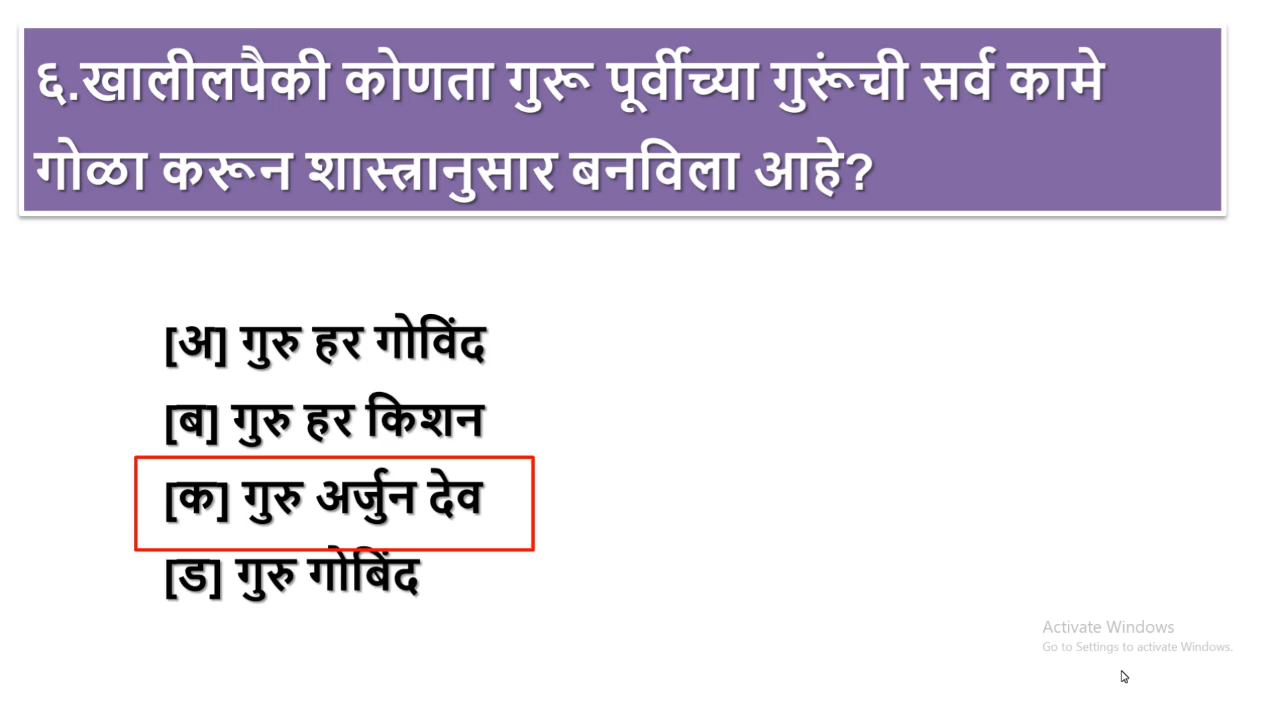 ६.खालीलपैकी कोणता गुरू पूर्वीच्या गुरूंची सर्व कामे
गोळा करून शास्त्रानुसार बनविला आहे?
[अ] गुरु हर गोविंद
[ब] गुरु हर किशन
[क] गुरु अर्जुन देव
[ड] गुरु गोबिंद
Activate Windows
Go to Settings to activate Windows.